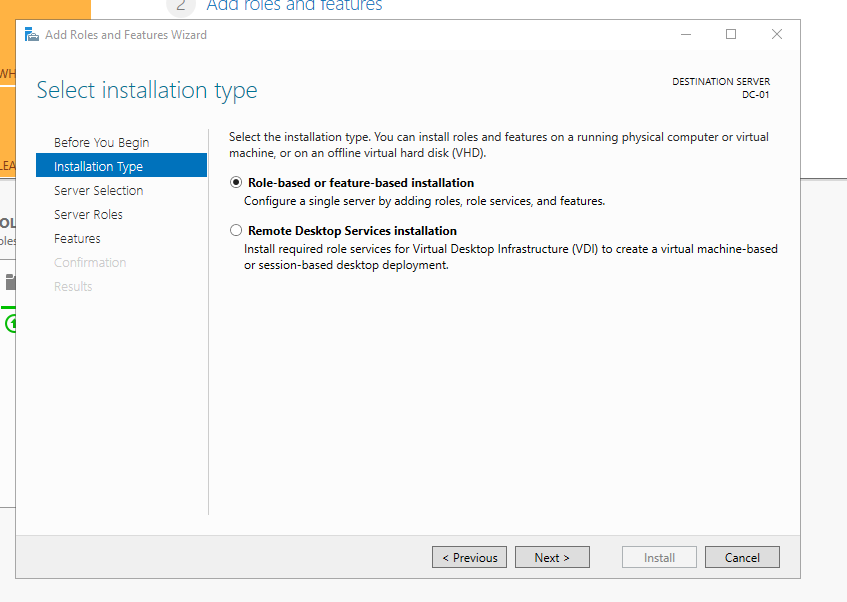 2 Add roles and features
Add Roles and Features Wizard
WH
LEA
OL
oles
Select installation type
DESTINATION SERVER
DC-01
Before You Begin
Installation Type
Server Selection
Server Roles
Features
Confirmation
Results
Select the installation type. You can install roles and features on a running physical computer or virtual
machine, or on an offline virtual hard disk (VHD).
Role-based or feature-based installation
Configure a single server by adding roles, role services, and features.
Remote Desktop Services installation
Install required role services for Virtual Desktop Infrastructure (VDI) to create a virtual machine-based
or session-based desktop deployment.
< Previous
Next >
Install
Cancel